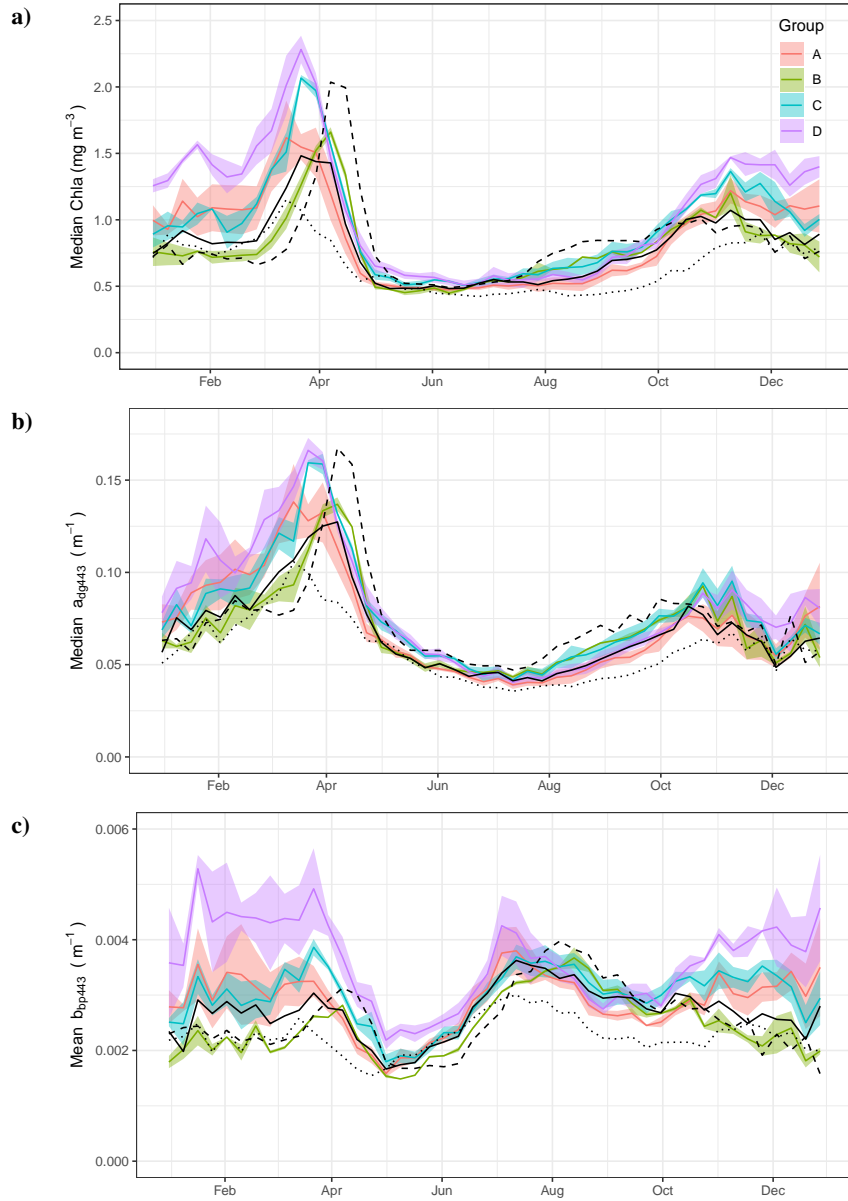 a)
Median Chla (mg m−3)
2.5
2.0
1.5
1.0
0.5
0.0
Group
A
B
C
D
Feb Apr Jun Aug Oct Dec
b)
Median adg443 (m−1)
0.15
0.10
0.05
0.00
Feb Apr Jun Aug Oct Dec
c)
Mean bbp443 (m−1)
0.006
0.004
0.002
0.000
Feb Apr Jun Aug Oct Dec